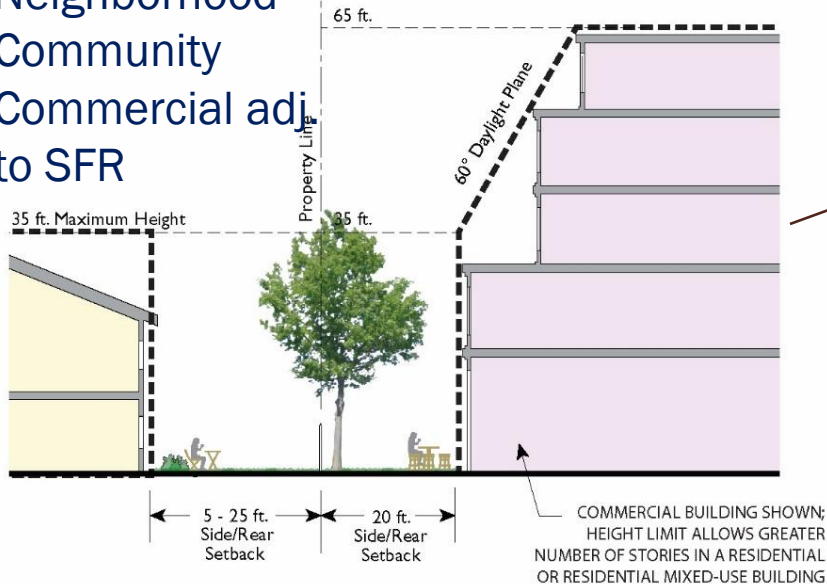 Neighborhood
Community
Commercial adj.
to SFR
65 ft.
60° Daylight Plane
Property Line
35 ft. Maximum Height
35 ft.
5 - 25 ft.
Side/Rear
Setback
20 ft.
Side/Rear
Setback
COMMERCIAL BUILDING SHOWN;
HEIGHT LIMIT ALLOWS GREATER
NUMBER OF STORIES IN A RESIDENTIAL
OR RESIDENTIAL MIXED-USE BUILDING